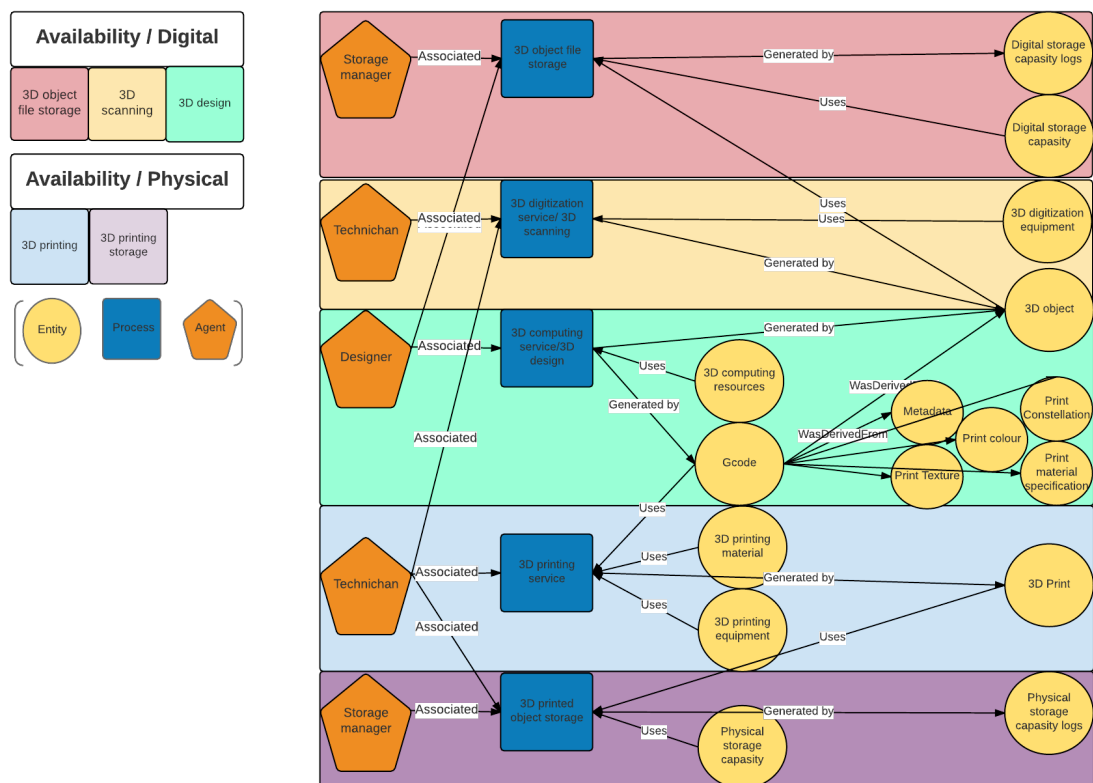 Availability / Digital
3D object
file storage
3D
scanning
3D design
Availability / Physical
3D printing
3D printing
storage
Entity
Process
Agent
Storage
manager
Associated
3D object file
storage
Generated by
Digital storage
capacity logs
Uses
Digital storage
capasity
Technichan
Associated
Associated
3D digitization
service/ 3D
scanning
Uses
Uses
3D digitization
equipment
Generated by
3D object
Designer
Associated
3D computing
service/3D
design
Generated by
Uses
3D computing
resources
Generated by
WasDerivedF
Metadata
Print
Constellation
WasDerivedFrom
Print colour
Associated
Gcode
Print Texture
Print
material
specification
Uses
Technichan
Associated
3D printing
service
Uses
3D printing
material
Generated by
3D Print
Uses
3D printing
equipment
Associated
Uses
Storage
manager
Associated
3D printed
object storage
Generated by
Physical
storage
capasity logs
Uses
Physical
storage
capasity